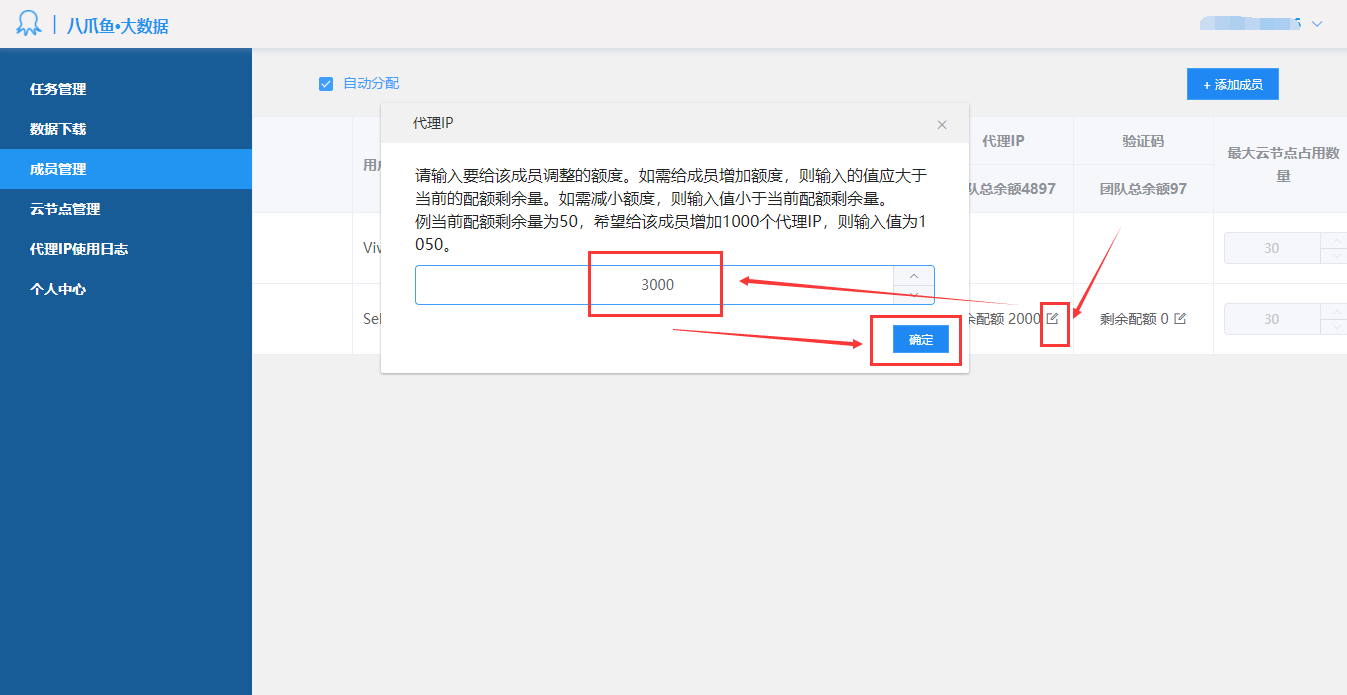 八爪鱼•大数据
任务管理
数据下载
成员管理
云节点管理
代理IP使用日志
个人中心
自动分配
+ 添加成员
代理IP
请输入要给该成员调整的额度。如需给成员增加额度，则输入的值应大于
当前的配额剩余量。如需减小额度，则输入值小于当前配额剩余量。
例当前配额剩余量为50，希望给该成员增加1000个代理IP，则输入值为1
050。
3000
确定
代理IP
验证码
最大云节点占用数
量
队总余额4897
团队总余额97
Viv
30
Sel
余配额 2000
剩余配额 0
30